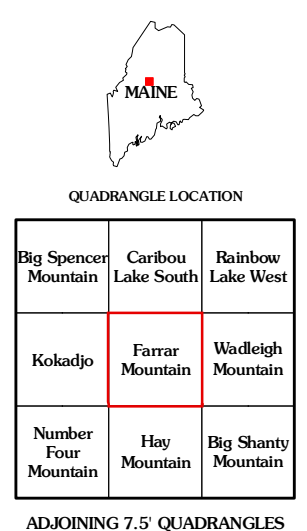 MAINE
QUADRANGLE LOCATION
Big Spencer
Mountain
Caribou
Lake South
Rainbow
Lake West
Kokadjo
Farrar
Mountain
Wadleigh
Mountain
Number
Four
Mountain
Hay
Mountain
Big Shanty
Mountain
ADJOINING 7.5' QUADRANGLES